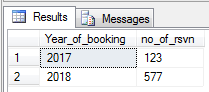 Results Messages
Year_of_booking no_of_rsvn
1 2017 123
2 2018 577